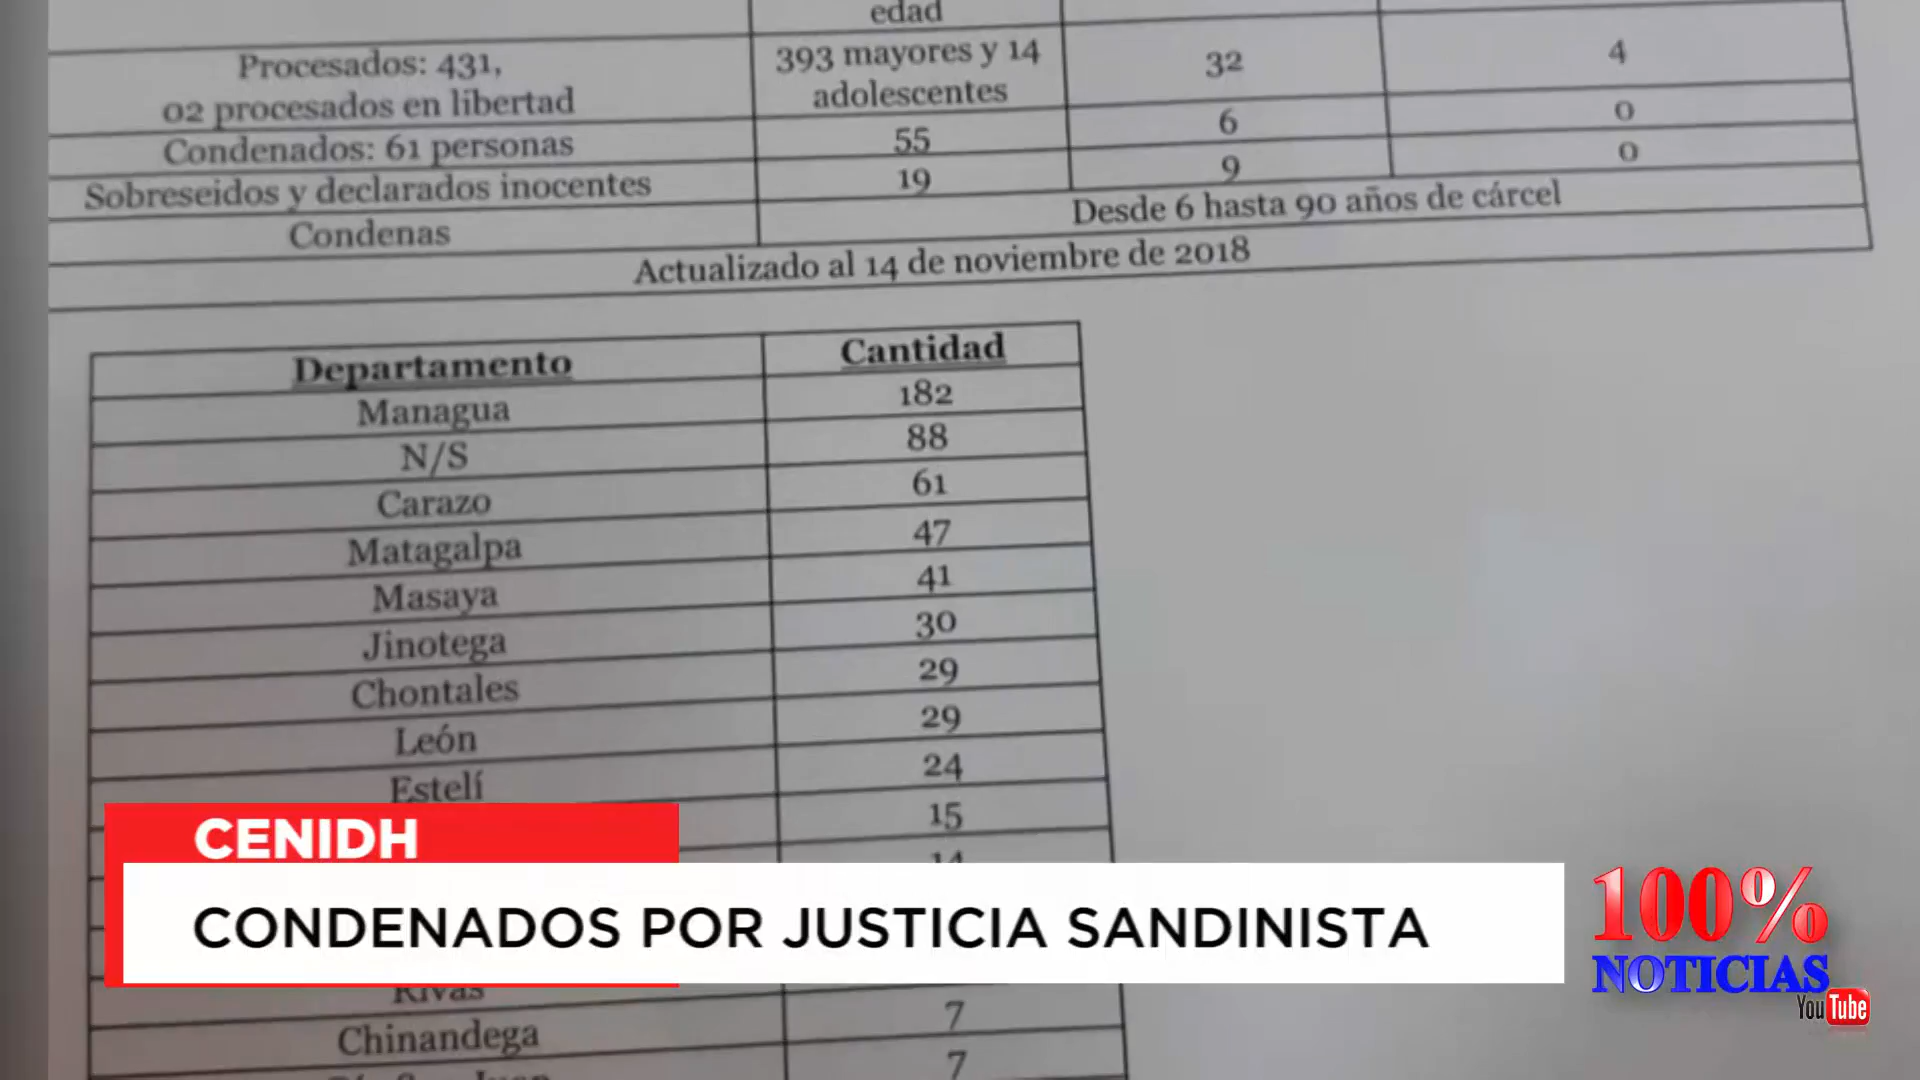 edad
Procesados: 431,
02 procesados en libertad
393 mayores y 14
adolescentes
32
4
Condenados: 61 personas
55
6
0
Sobreseidos y declarados inocentes
19
9
0
Condenas
Desde 6 hasta 90 años de cárcel
Actualizado al 14 de noviembre de 2018
Departamento Cantidad
Managua 182
N/S 88
Carazo 61
Matagalpa 47
Masaya 41
Jinotega 30
Chontales 29
León 29
Estelí 24
15
14
Rivas
Chinandega 7
7
CENIDH
CONDENADOS POR JUSTICIA SANDINISTA
100%
NOTICIAS
YouTube